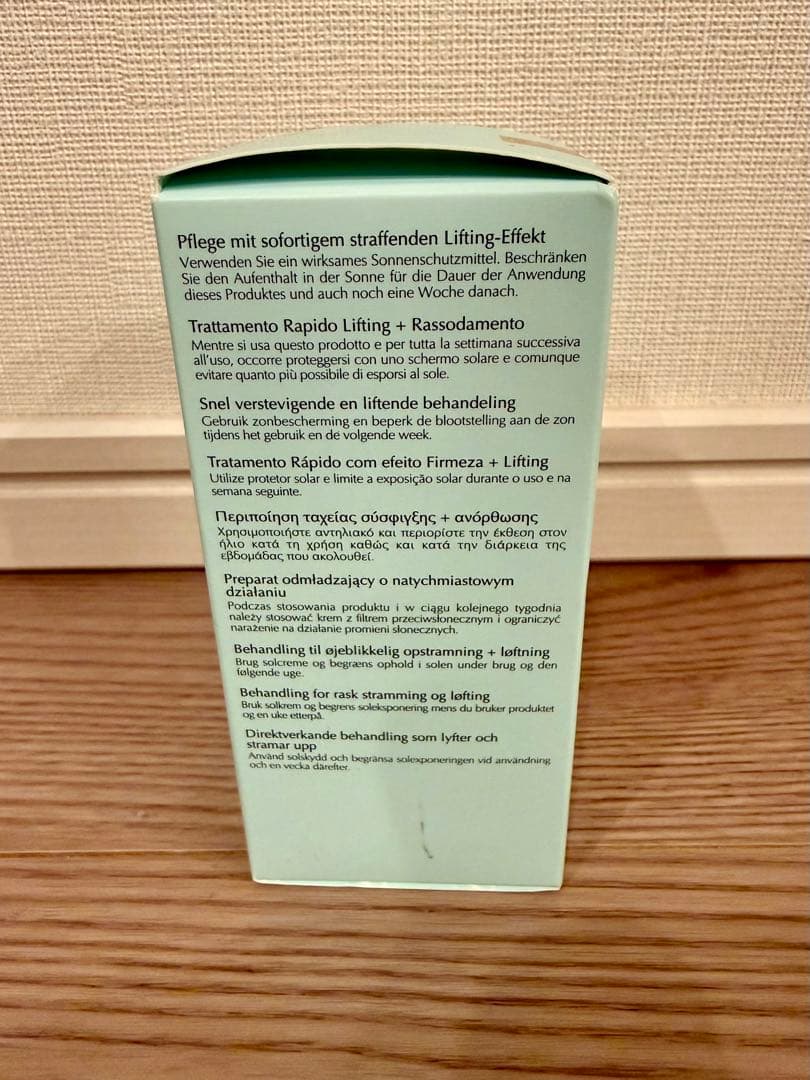 Pflege mit sofortigem straffenden Lifting-Effekt
Verwenden Sie ein wirksames Sonnenschutzmittel. Beschränken
Sie den Aufenthalt in der Sonne für die Dauer der Anwendung
dieses Produktes und auch noch eine Woche danach.
Trattamento Rapido Lifting + Rassodamento
Mentre si usa questo prodotto e per tutta la settimana successiva
all'uso, occorre proteggersi con uno schermo solare e comunque
evitare quanto più possibile di esporsi al sole.
Snel verstevigende en liftende behandeling
Gebruik zonbescherming en beperk de blootstelling aan de zon
tijdens het gebruik en de volgende week.
Tratamento Rápido com efeito Firmeza + Lifting
Utilize protetor solar e limite a exposição solar durante o uso e na
semana seguinte.
Περιποίηση ταχείας σύσφιγξης + ανόρθωσης
Χρησιμοποιήστε αντηλιακό και περιορίστε την έκθεση στον
ήλιο κατά τη χρήση καθώς και κατά την διάρκεια της
εβδομάδας που ακολουθεί.
Preparat odmładzający o natychmiastowym
działaniu
Podczas stosowania produktu i w ciągu kolejnego tygodnia
należy stosować krem z filtrem przeciwsłonecznym i ograniczyć
narażenie na działanie promieni słonecznych.
Behandling til øjeblikkelig opstramning + løftning
Brug solcreme og begræns ophold i solen under brug og den
følgende uge.
Behandling for rask stramming og løfting
Bruk solkrem og begrens soleksponering mens du bruker produktet
og en uke etterpå.
Direktverkande behandling som lyfter och
stramar upp
Använd solskydd och begränsa solexponeringen vid användning
och en vecka därefter.